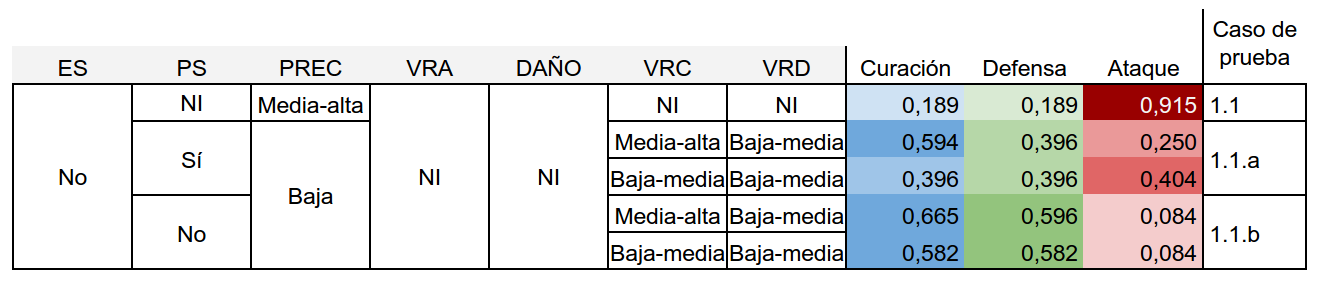 Caso de
prueba
ES PS PREC VRA DAÑO VRC VRD Curación Defensa Ataque
No NI Media-alta NI NI NI NI 0,189 0,189 0,915 1.1
Sí Baja Media-alta Baja-media 0,594 0,396 0,250 1.1.a
Baja-media Baja-media 0,396 0,396 0,404
No Media-alta Baja-media 0,665 0,596 0,084 1.1.b
Baja-media Baja-media 0,582 0,582 0,084